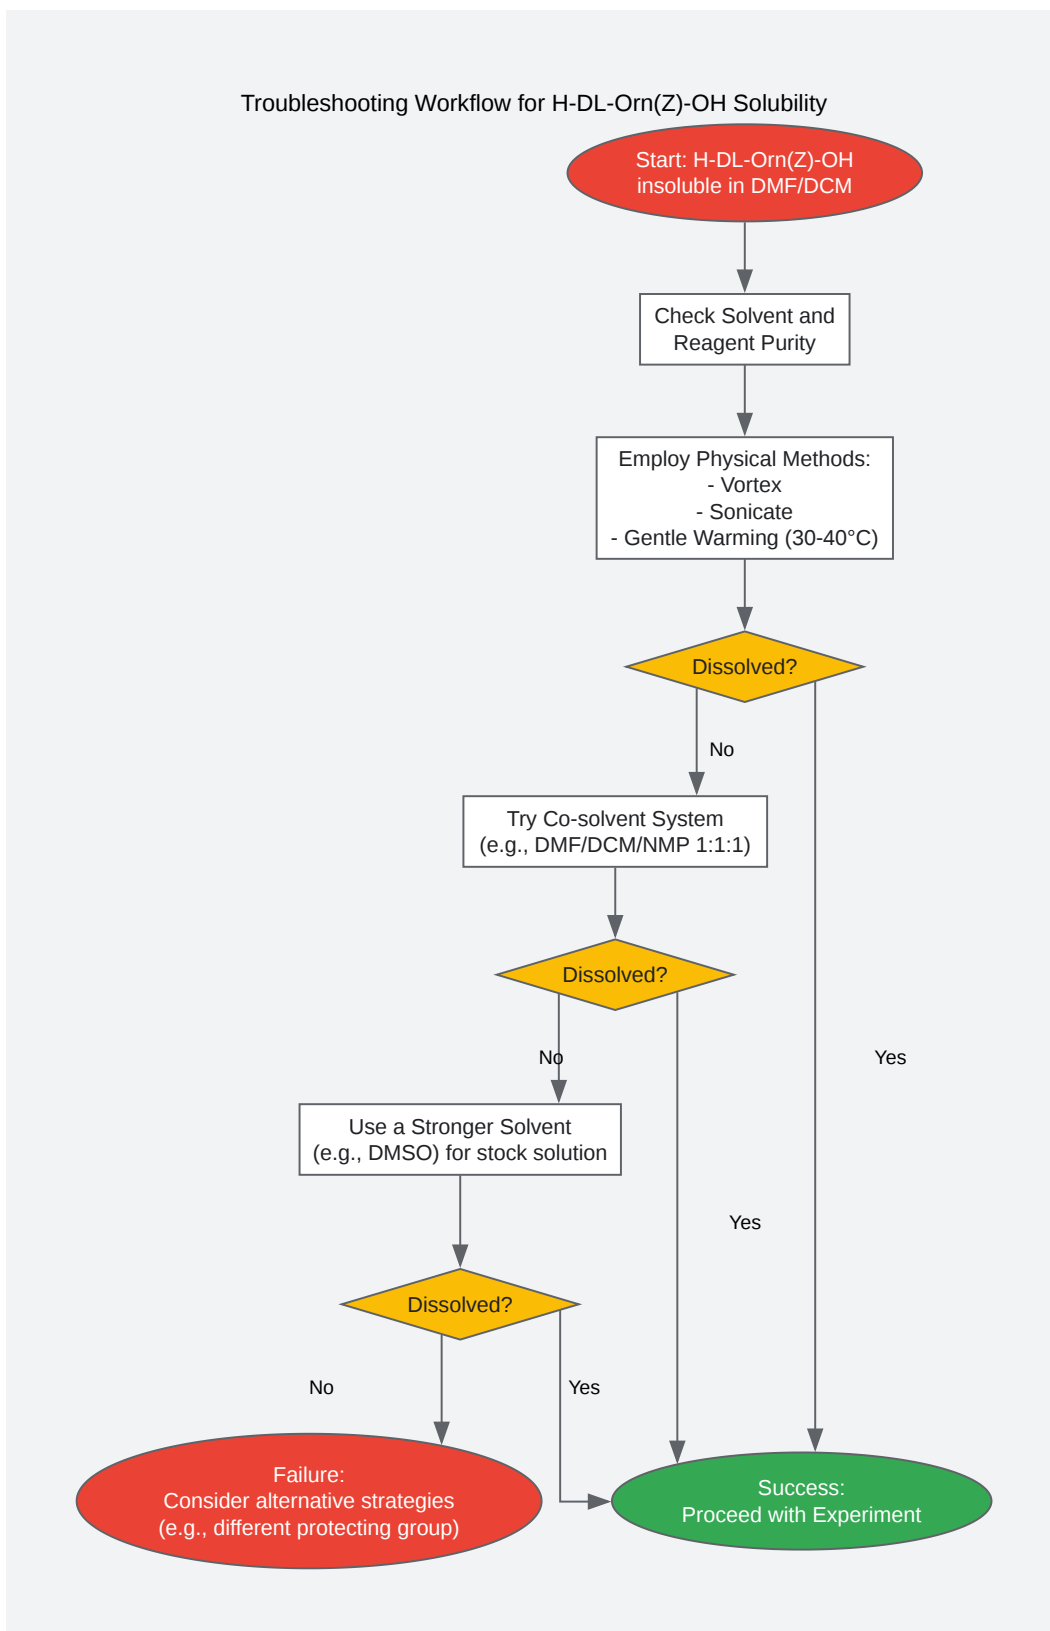 Troubleshooting Workflow for H-DL-Orn(Z)-OH Solubility
Start: H-DL-Orn(Z)-OH
insoluble in DMF/DCM
Check Solvent and
Reagent Purity
Employ Physical Methods:
- Vortex
- Sonicate
- Gentle Warming (30-40°C)
Dissolved?
No
Try Co-solvent System
(e.g., DMF/DCM/NMP 1:1:1)
Dissolved?
No
Yes
Use a Stronger Solvent
(e.g., DMSO) for stock solution
Yes
Dissolved?
No
Yes
Failure:
Consider alternative strategies
(e.g., different protecting group)
Success:
Proceed with Experiment